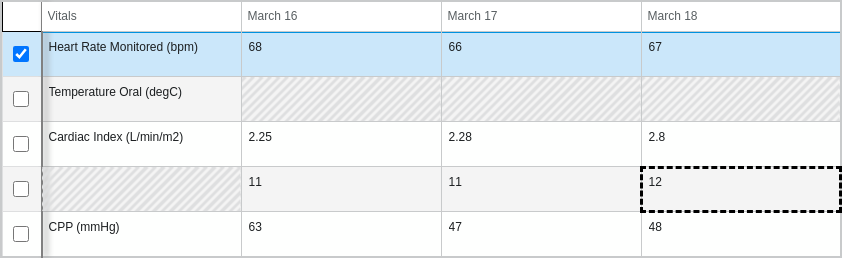 Vitals March 16 March 17 March 18
Heart Rate Monitored (bpm) 68 66 67
Temperature Oral (degC)
Cardiac Index (L/min/m2) 2.25 2.28 2.8
11 11 12
CPP (mmHg) 63 47 48